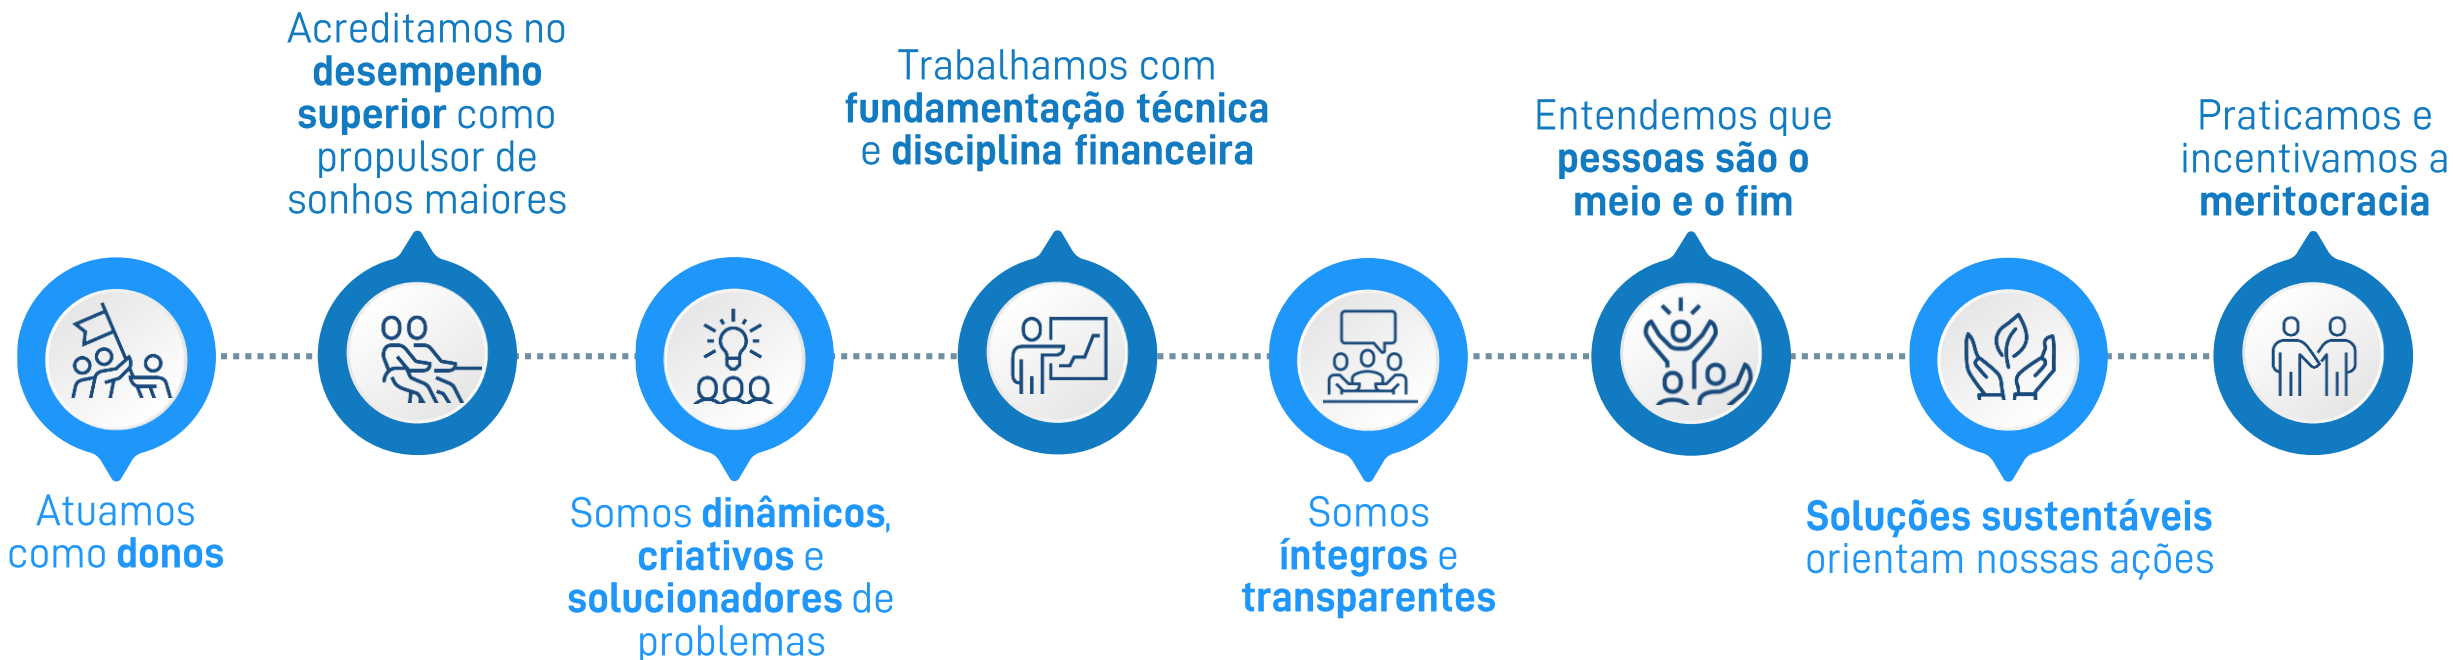 Atuamos
como donos
Acreditamos no
desempenho
superior como
propulsor de
sonhos maiores
Somos dinâmicos,
criativos e
solucionadores de
problemas
Trabalhamos com
fundamentação técnica
e disciplina financeira
Somos
íntegros e
transparentes
Entendemos que
pessoas são o
meio e o fim
Soluções sustentáveis
orientam nossas ações
Praticamos e
incentivamos a
meritocracia